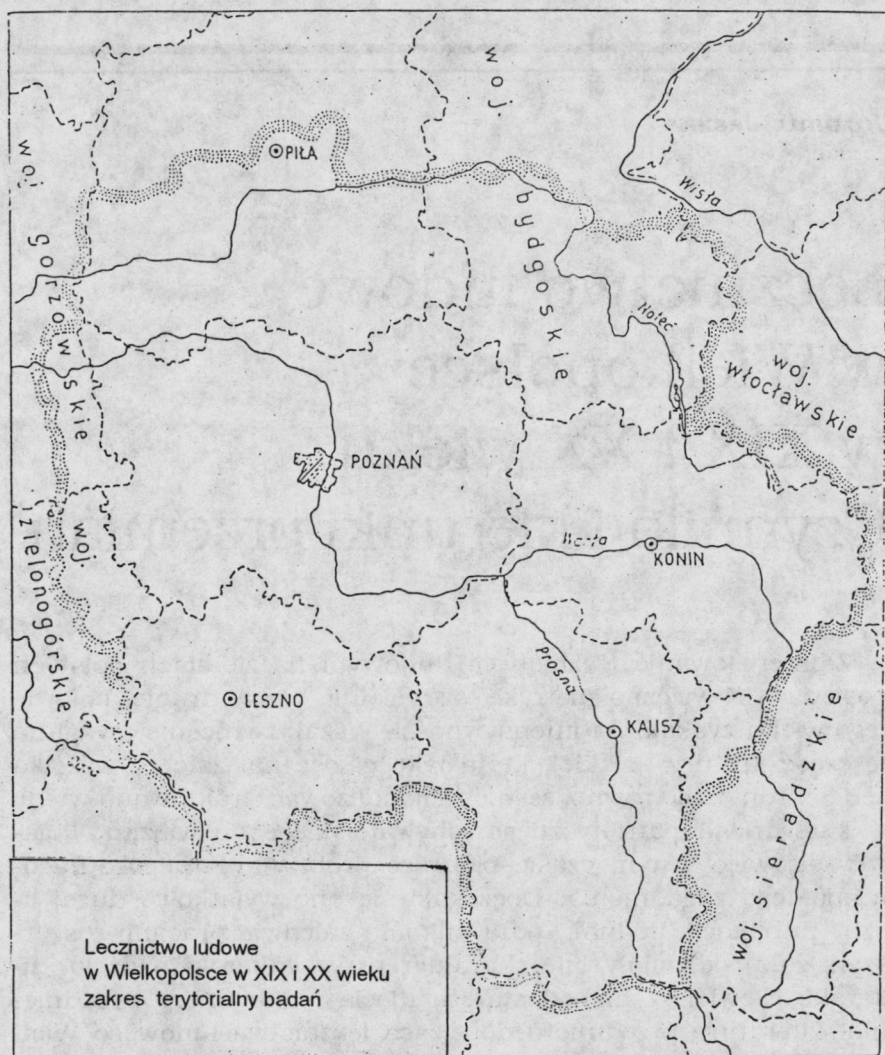 woj. gorzowskie
PIŁA
woj
bydgoskie
Wisła
Noteć
woj.
Włocławskie
POZNAŃ
woj.
zielonogórskie
Warta
KONIN
Prosna
LESZNO
KALISZ
woj. sieradzkie
Lecznictwo ludowe
w Wielkopolsce w XIX i XX wieku
zakres terytorialny badań